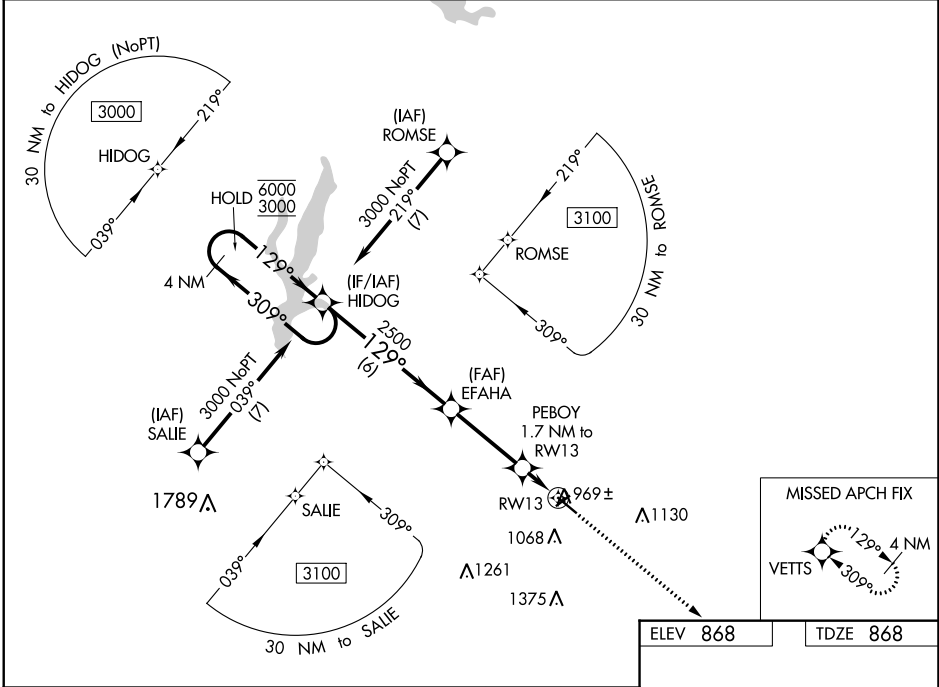 30 NM to HIDOG (NoPT)
3000
219°
HIDOG
039°
(IAF)
ROMSE
3000 NoPT
219°
(7)
HOLD
6000
3000
129°
4 NM
309°
(IF/IAF)
HIDOG
219°
3100
ROMSE
309°
30 NM to ROMSE
2500
129°
(6)
(FAF)
EFAHA
3000 NoPT
039°
(7)
(IAF)
SALIE
1789
PEBOY
1.7 NM to
RW13
RW13
969±
1130
1068
1261
1375
SALIE
309°
039°
3100
30 NM to SALIE
MISSED APCH FIX
129°
4 NM
VETTS
309°
ELEV 868
TDZE 868